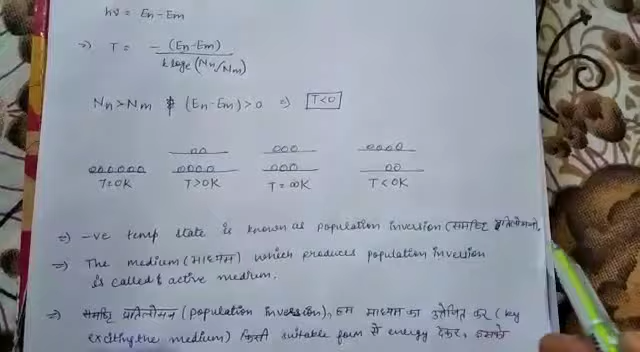 hν = En - Em
=> T = - (En - Em) / k loge (Nn/Nm)
Nn > Nm & (En - Em) > 0 => T<0
T=0K T>0K T=∞K T<0K
=> -ve temp state is known as population inversion (समष्टि प्रतिलोमन).
=> The medium (माध्यम) which produces population inversion
is called active medium.
=> समष्टि प्रतिलोमन (population inversion), हम माध्यम को उत्तेजित कर (by
exciting the medium) किसी suitable form से energy देकर, उसको